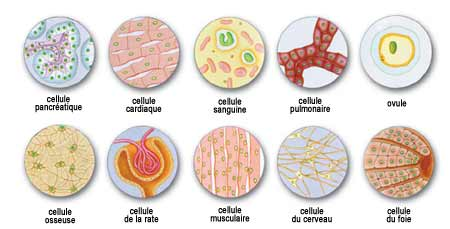 cellule
pancréatique
cellule
cardiaque
cellule
sanguine
cellule
pulmonaire
ovule
cellule
osseuse
cellule
de la rate
cellule
musculaire
cellule
du cerveau
cellule
du foie